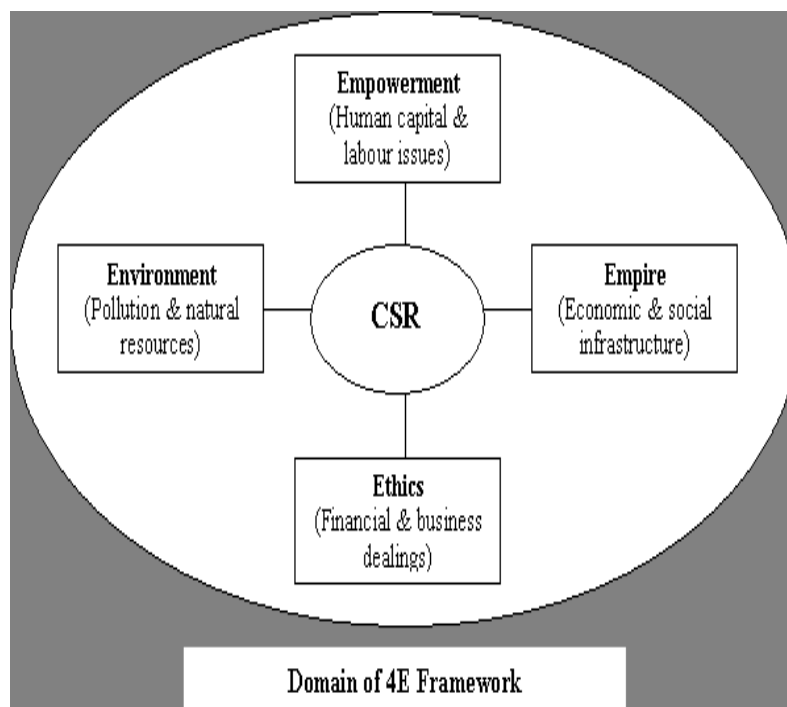 Empowerment
(Human capital &
labour issues)
Environment
(Pollution & natural
resources)
CSR
Empire
(Economic & social
infrastructure)
Ethics
(Financial & business
dealings)
Domain of 4E Framework